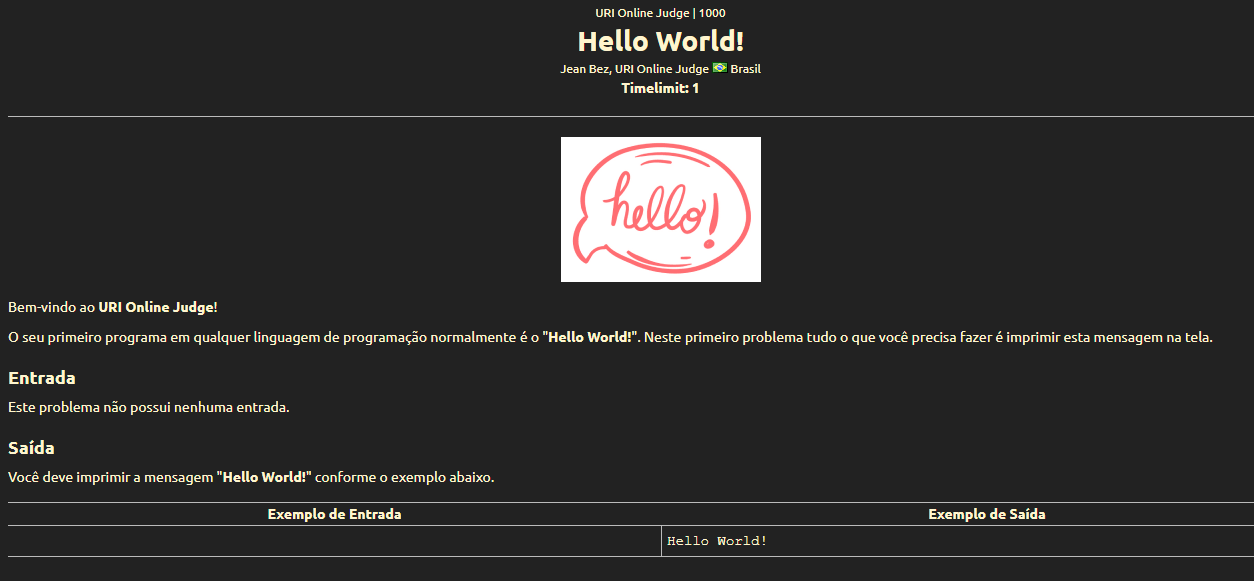 URI Online Judge | 1000
Hello World!
Jean Bez, URI Online Judge Brasil
Timelimit: 1
hello!
Bem-vindo ao URI Online Judge!
O seu primeiro programa em qualquer linguagem de programação normalmente é o "Hello World!". Neste primeiro problema tudo o que você precisa fazer é imprimir esta mensagem na tela.
Entrada
Este problema não possui nenhuma entrada.
Saída
Você deve imprimir a mensagem "Hello World!" conforme o exemplo abaixo.
Exemplo de Entrada Exemplo de Saída
Hello World!